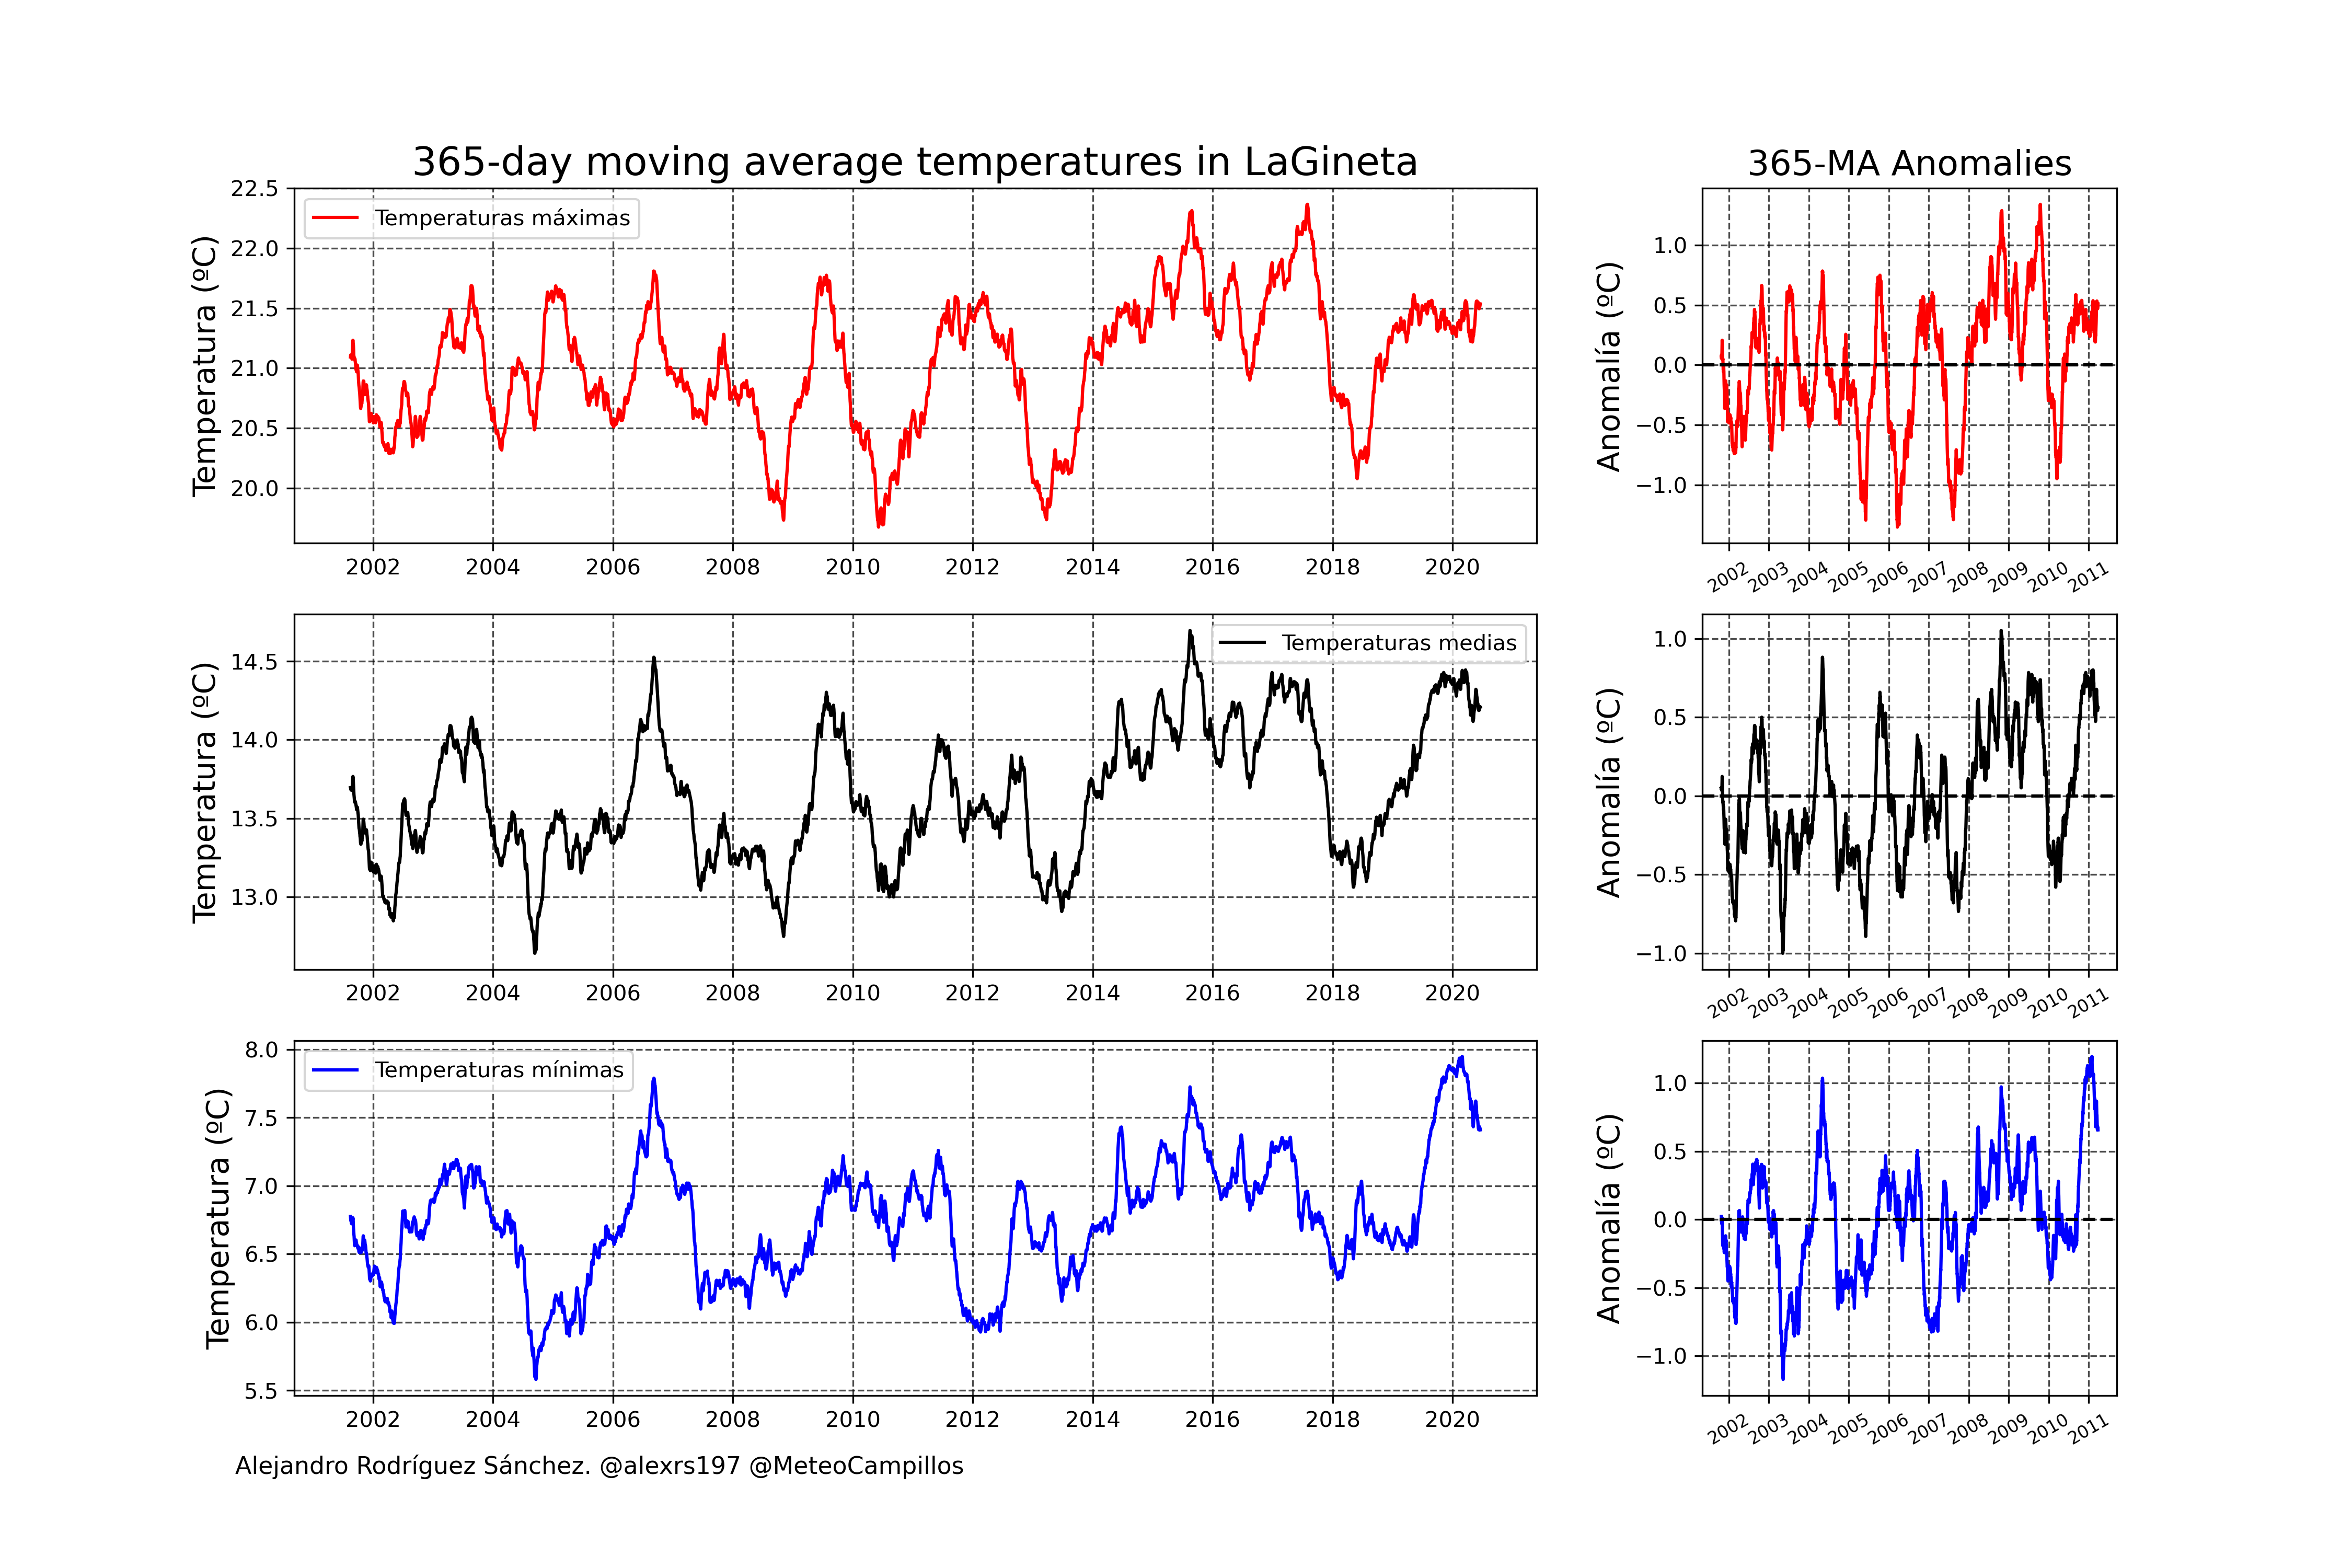 365-day moving average temperatures in LaGineta
365-MA Anomalies
Temperatura (ºC)
22.5
22.0
21.5
21.0
20.5
20.0
Temperaturas máximas
2002 2004 2006 2008 2010 2012 2014 2016 2018 2020
Anomalía (ºC)
1.0
0.5
0.0
−0.5
−1.0
2002 2003 2004 2005 2006 2007 2008 2009 2010 2011
Temperatura (ºC)
14.5
14.0
13.5
13.0
Temperaturas medias
2002 2004 2006 2008 2010 2012 2014 2016 2018 2020
Anomalía (ºC)
1.0
0.5
0.0
−0.5
−1.0
2002 2003 2004 2005 2006 2007 2008 2009 2010 2011
Temperatura (ºC)
8.0
7.5
7.0
6.5
6.0
5.5
Temperaturas mínimas
2002 2004 2006 2008 2010 2012 2014 2016 2018 2020
Anomalía (ºC)
1.0
0.5
0.0
−0.5
−1.0
2002 2003 2004 2005 2006 2007 2008 2009 2010 2011
Alejandro Rodríguez Sánchez. @alexrs197 @MeteoCampillos